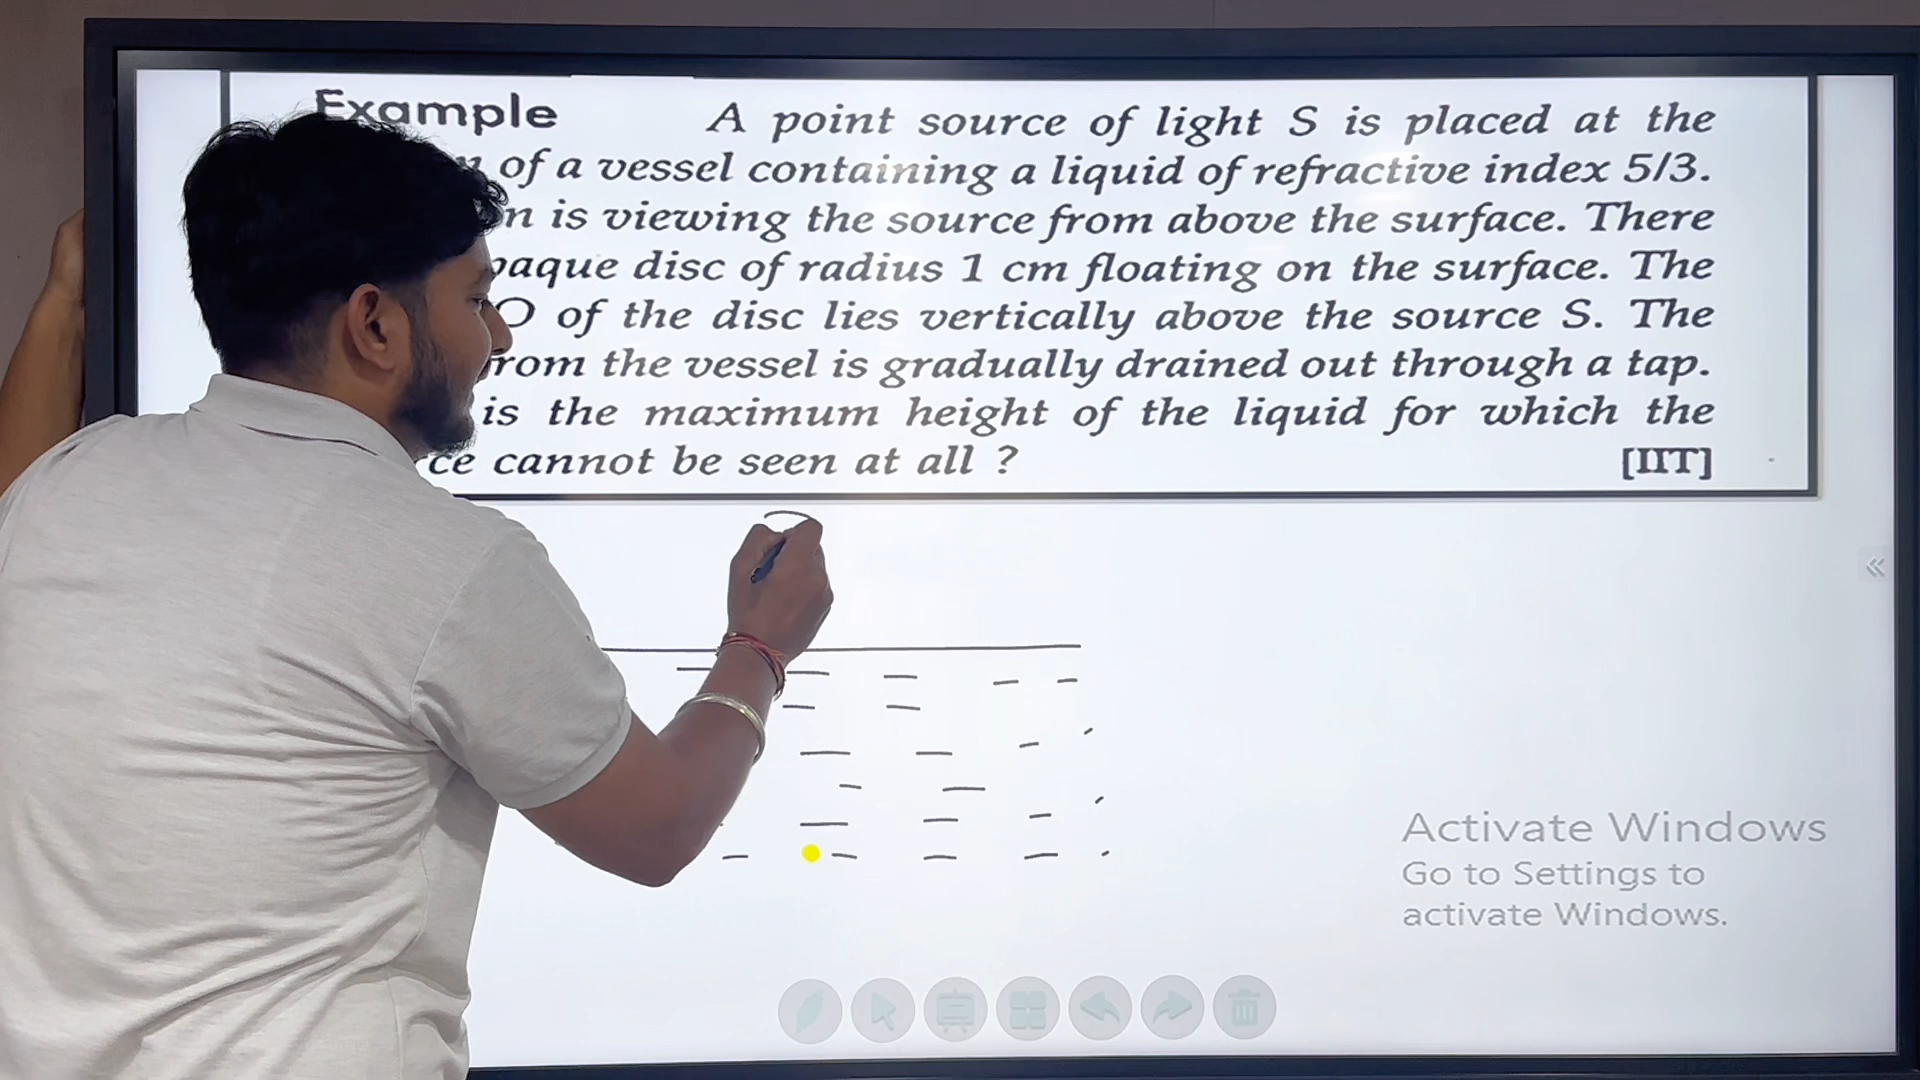 Example A point source of light S is placed at the
of a vessel containing a liquid of refractive index 5/3.
is viewing the source from above the surface. There
disc of radius 1 cm floating on the surface. The
O of the disc lies vertically above the source S. The
the vessel is gradually drained out through a tap.
is the maximum height of the liquid for which the
cannot be seen at all ? [IIT]
Activate Windows
Go to Settings to
activate Windows.